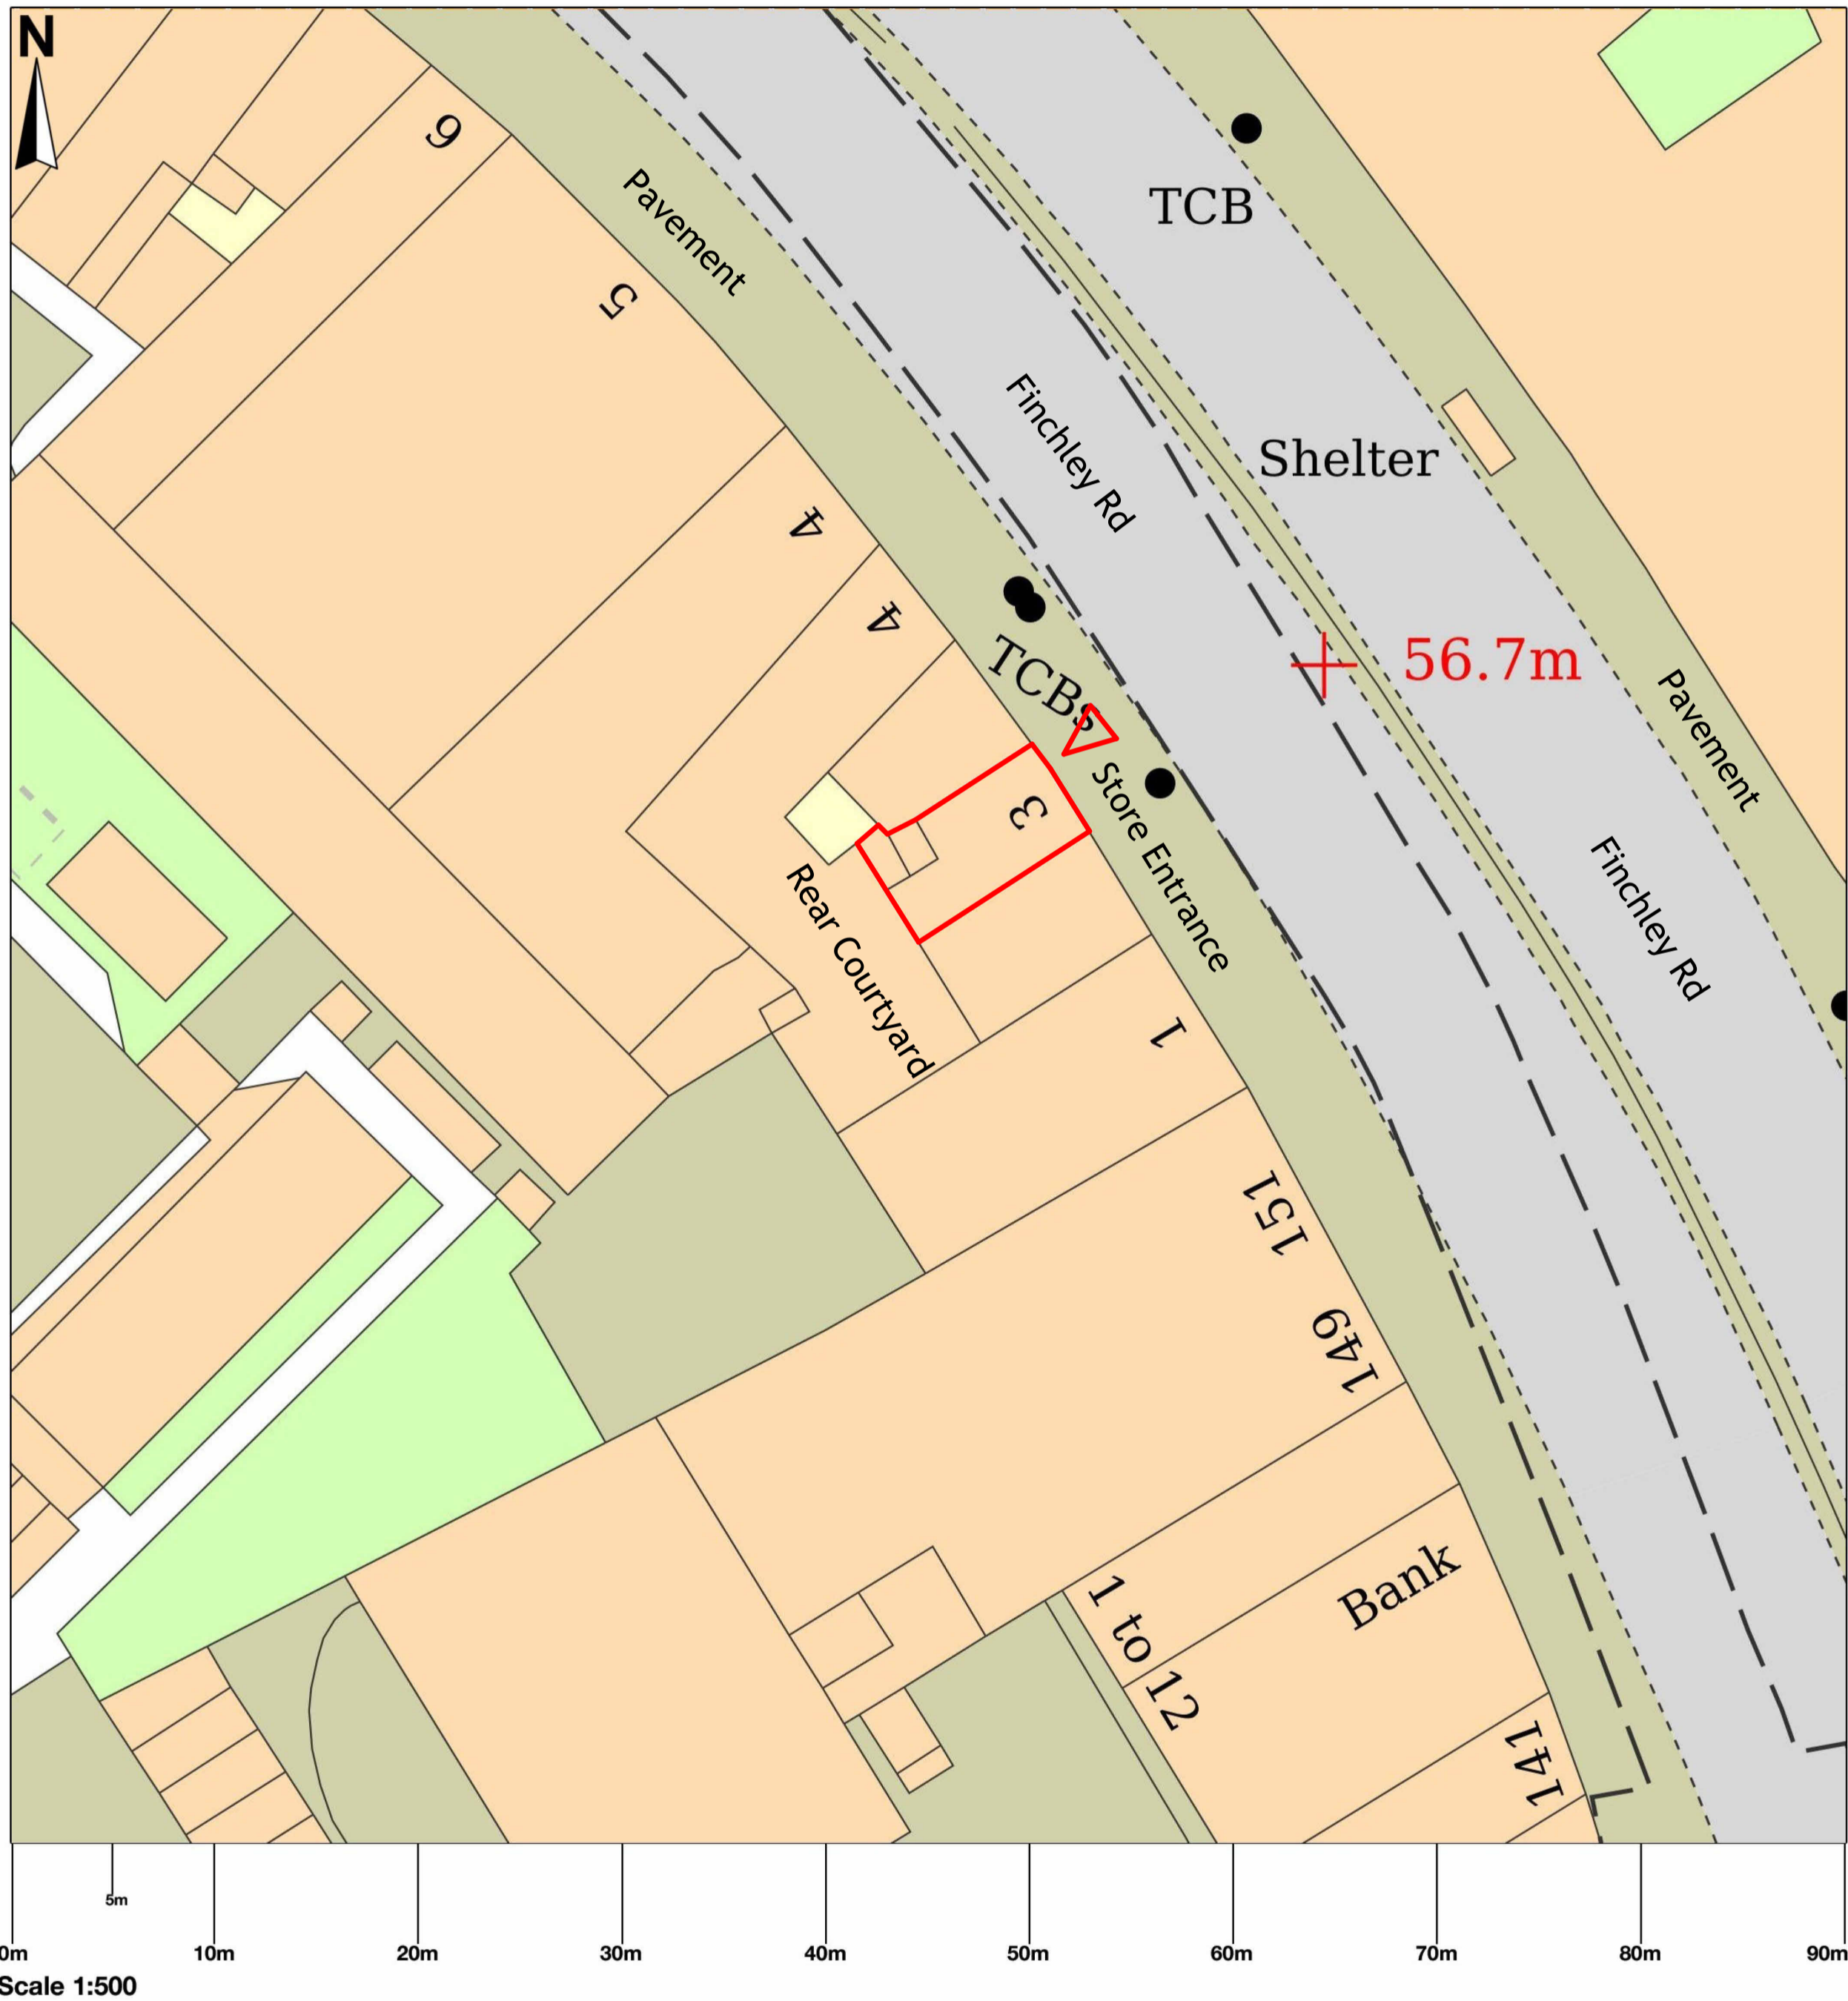 N
6
5
Pavement
TCB
Finchley Rd
Shelter
4
4
TCBs
56.7m
Pavement
3
Store Entrance
Rear Courtyard
Finchley Rd
1
151
149
Bank
1 to 12
141
5m
0m 10m 20m 30m 40m 50m 60m 70m 80m 90m
Scale 1:500